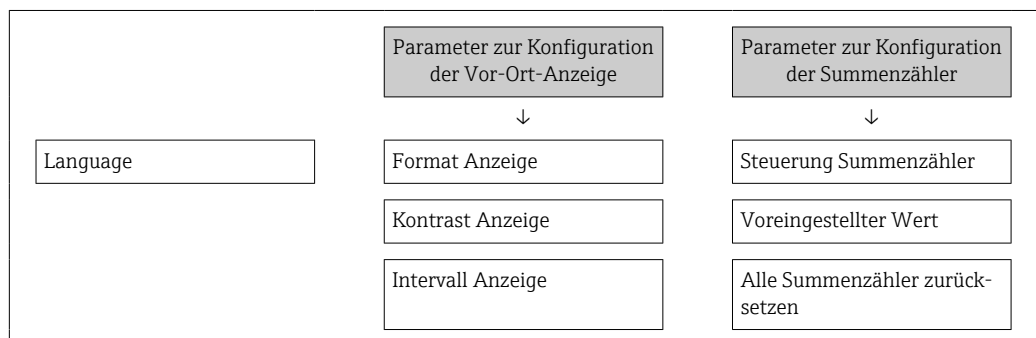 Parameter zur Konfiguration
der Vor-Ort-Anzeige
Parameter zur Konfiguration
der Summenzähler
↓
↓
Language
Format Anzeige
Steuerung Summenzähler
Kontrast Anzeige
Voreingestellter Wert
Intervall Anzeige
Alle Summenzähler zurück-
setzen